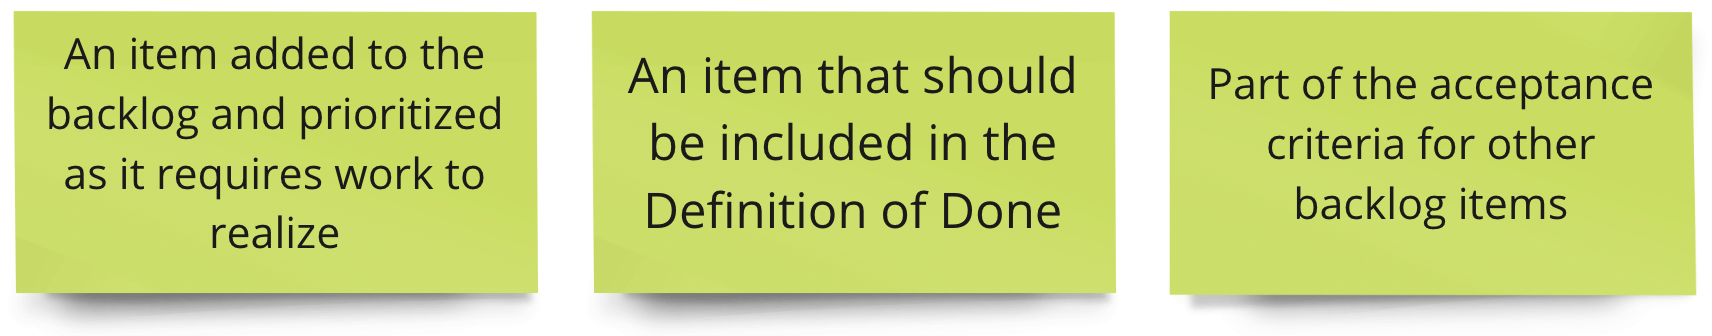 An item added to the
backlog and prioritized
as it requires work to
realize
An item that should
be included in the
Definition of Done
Part of the acceptance
criteria for other
backlog items